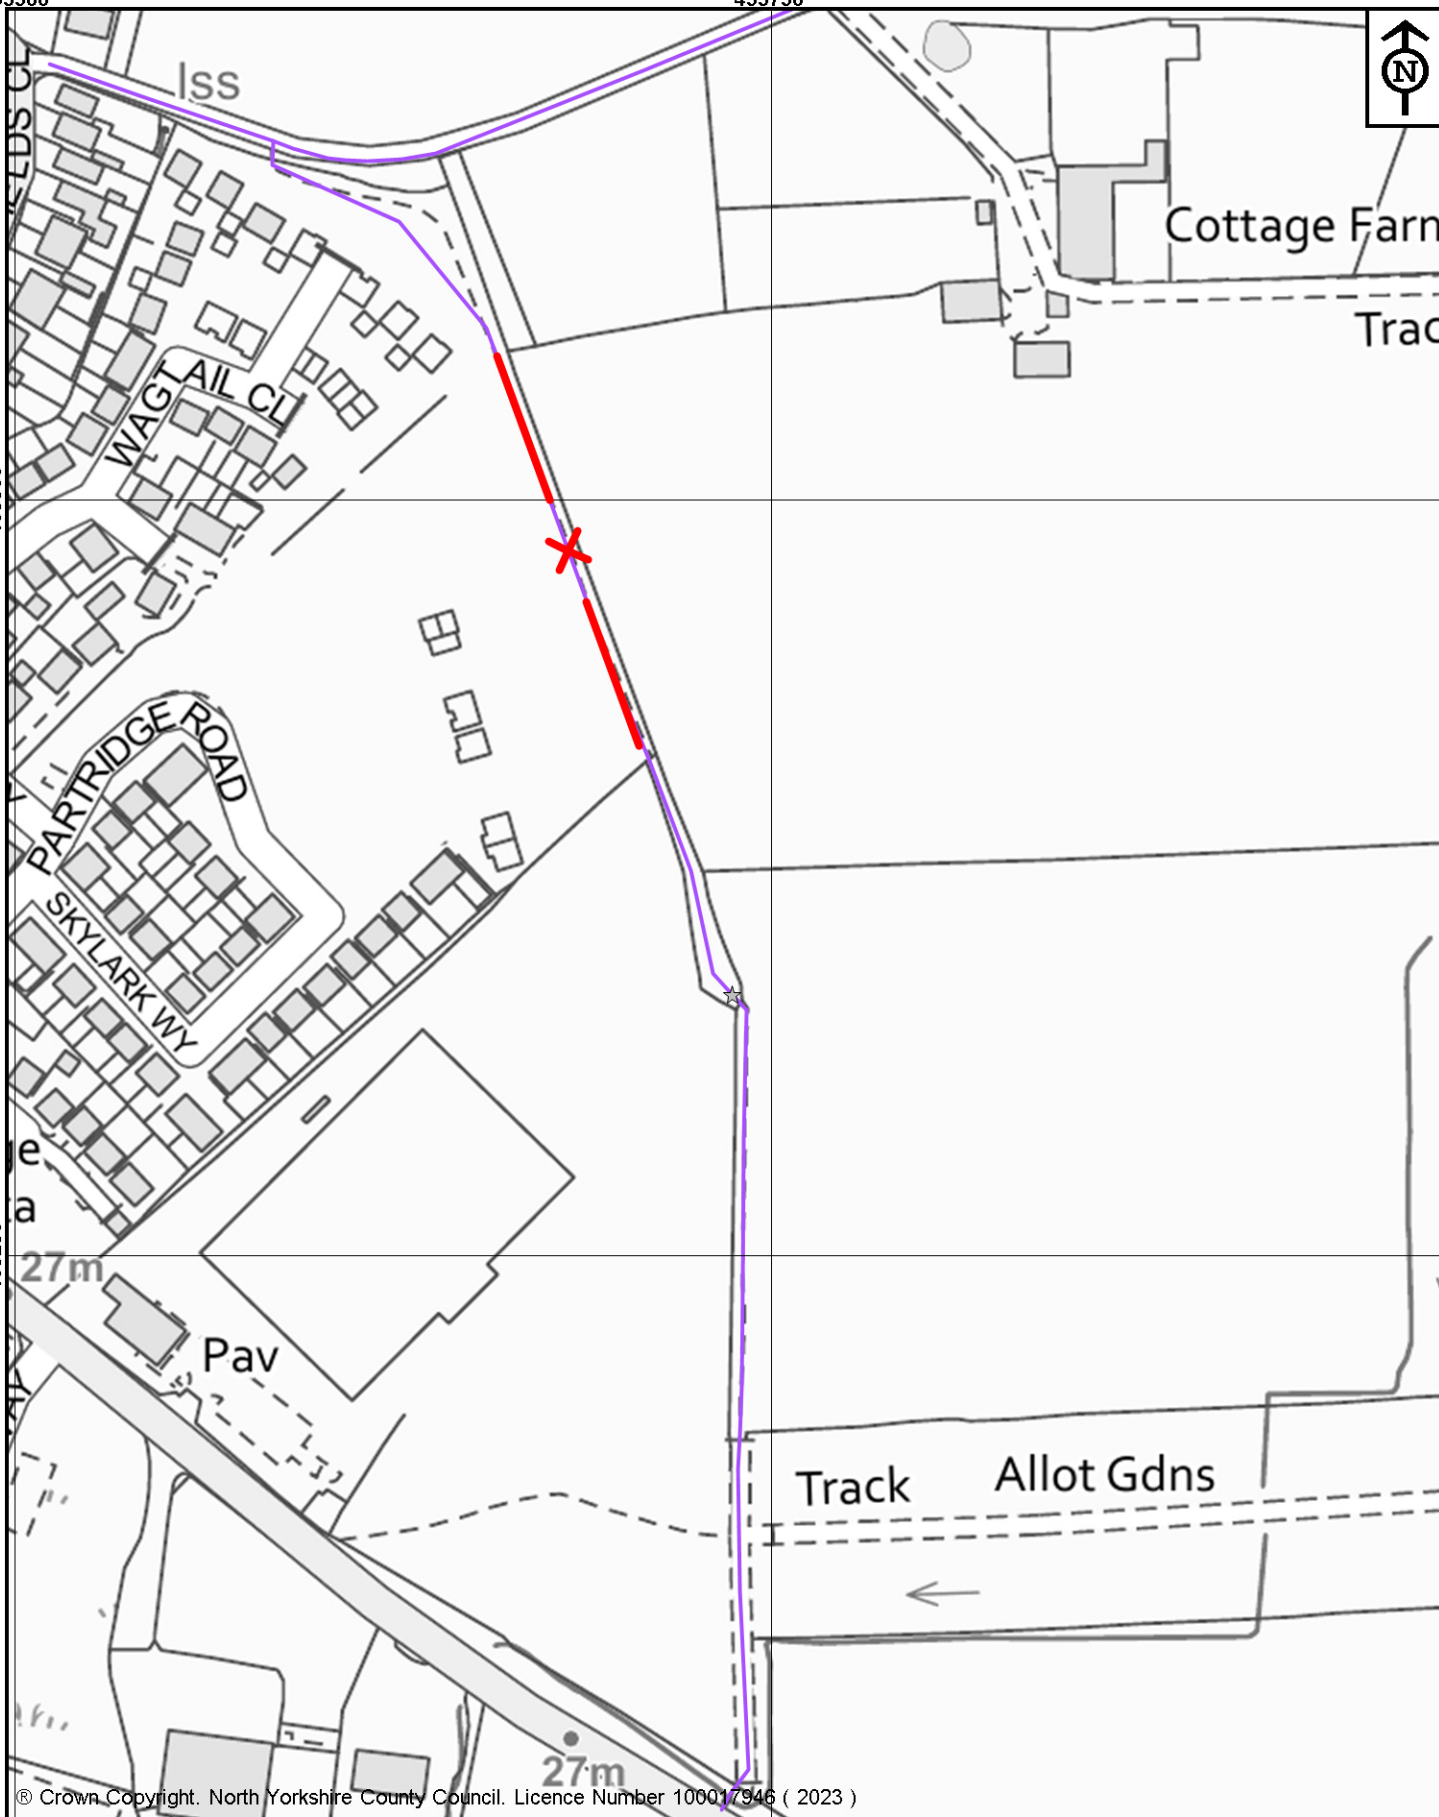 Iss
N
Cottage Farm
Trac
WAGTAIL CL
PARTRIDGE ROAD
SKYLARK WY
27m
Pav
Track
Allot Gdns
27m
® Crown Copyright. North Yorkshire County Council. Licence Number 100017946 ( 2023 )